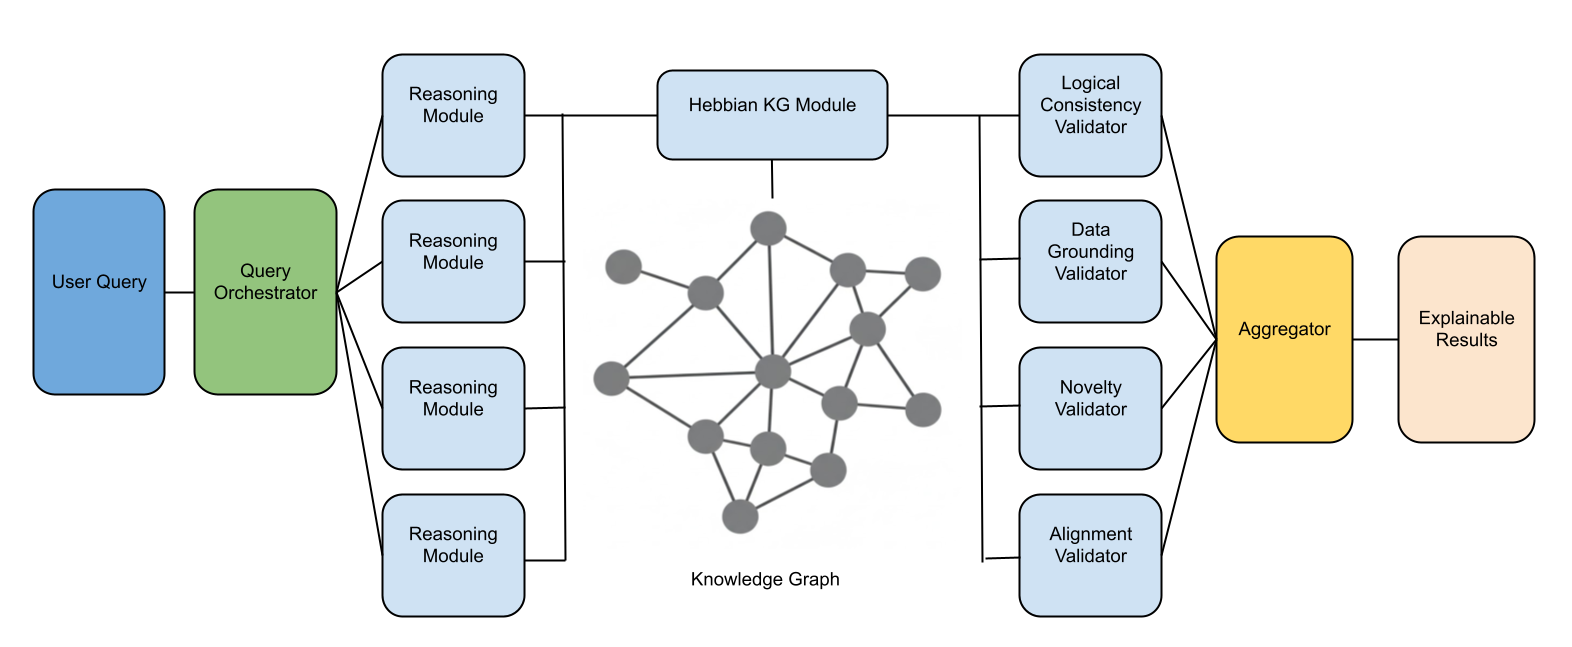 User Query
Query
Orchestrator
Reasoning
Module
Reasoning
Module
Reasoning
Module
Reasoning
Module
Hebbian KG Module
Knowledge Graph
Logical
Consistency
Validator
Data
Grounding
Validator
Novelty
Validator
Alignment
Validator
Aggregator
Explainable
Results